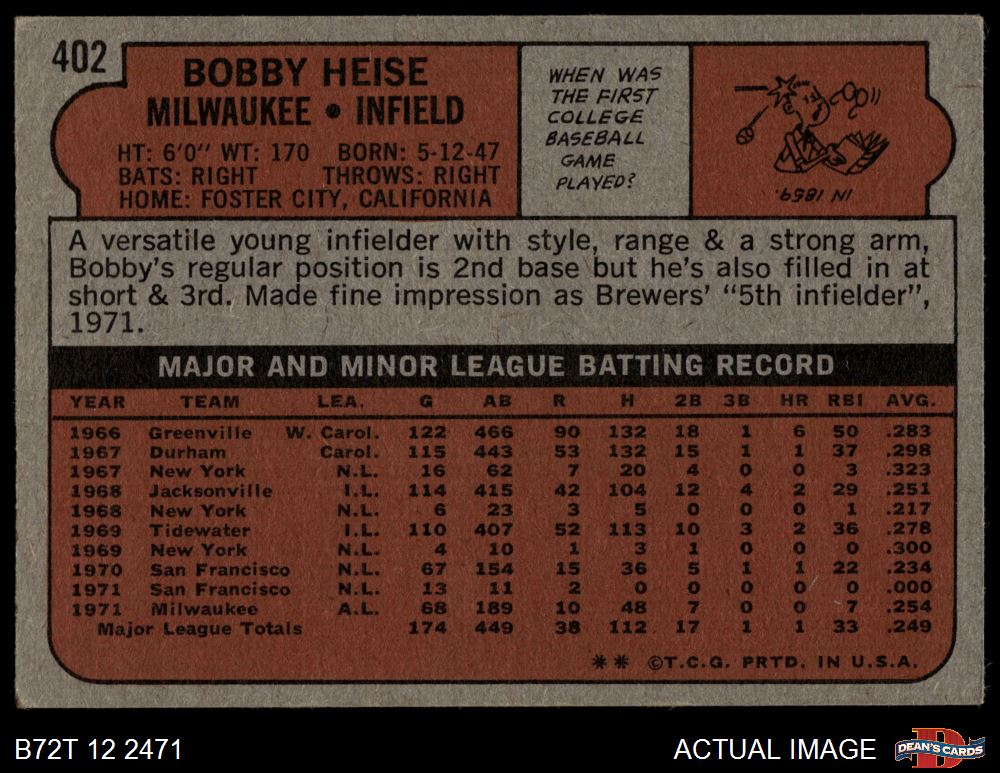 402
BOBBY HEISE
MILWAUKEE • INFIELD
HT: 6'0" WT: 170 BORN: 5-12-47
BATS: RIGHT THROWS: RIGHT
HOME: FOSTER CITY, CALIFORNIA
WHEN WAS
THE FIRST
COLLEGE
BASEBALL
GAME
PLAYED?
IN 1859.
A versatile young infielder with style, range & a strong arm,
Bobby's regular position is 2nd base but he's also filled in at
short & 3rd. Made fine impression as Brewers' "5th infielder",
1971.
MAJOR AND MINOR LEAGUE BATTING RECORD
YEAR TEAM LEA. G AB R H 2B 3B HR RBI AVG.
1966 Greenville W. Carol. 122 466 90 132 18 1 6 50 .283
1967 Durham Carol. 115 443 53 132 15 1 1 37 .298
1967 New York N.L. 16 62 7 20 4 0 0 3 .323
1968 Jacksonville I.L. 114 415 42 104 12 4 2 29 .251
1968 New York N.L. 6 23 3 5 0 0 0 1 .217
1969 Tidewater I.L. 110 407 52 113 10 3 2 36 .278
1969 New York N.L. 4 10 1 3 1 0 0 0 .300
1970 San Francisco N.L. 67 154 15 36 5 1 1 22 .234
1971 San Francisco N.L. 13 11 2 0 0 0 0 0 .000
1971 Milwaukee A.L. 68 189 10 48 7 0 0 7 .254
Major League Totals 174 449 38 112 17 1 1 33 .249
** ©T.C.G. PRTD. IN U.S.A.
B72T 12 2471
ACTUAL IMAGE
D
DEAN'S CARDS